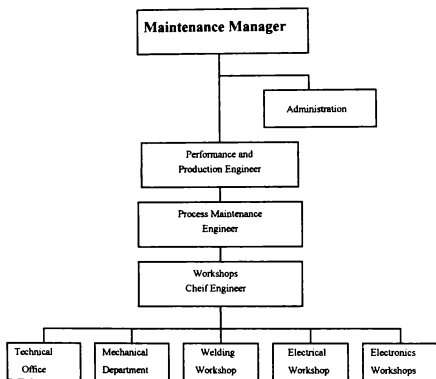 Maintenance Manager
Administration
Performance and
Production Engineer
Process Maintenance
Engineer
Workshops
Cheif Engineer
Technical
Office
Mechanical
Department
Welding
Workshop
Electrical
Workshop
Electronics
Workshops